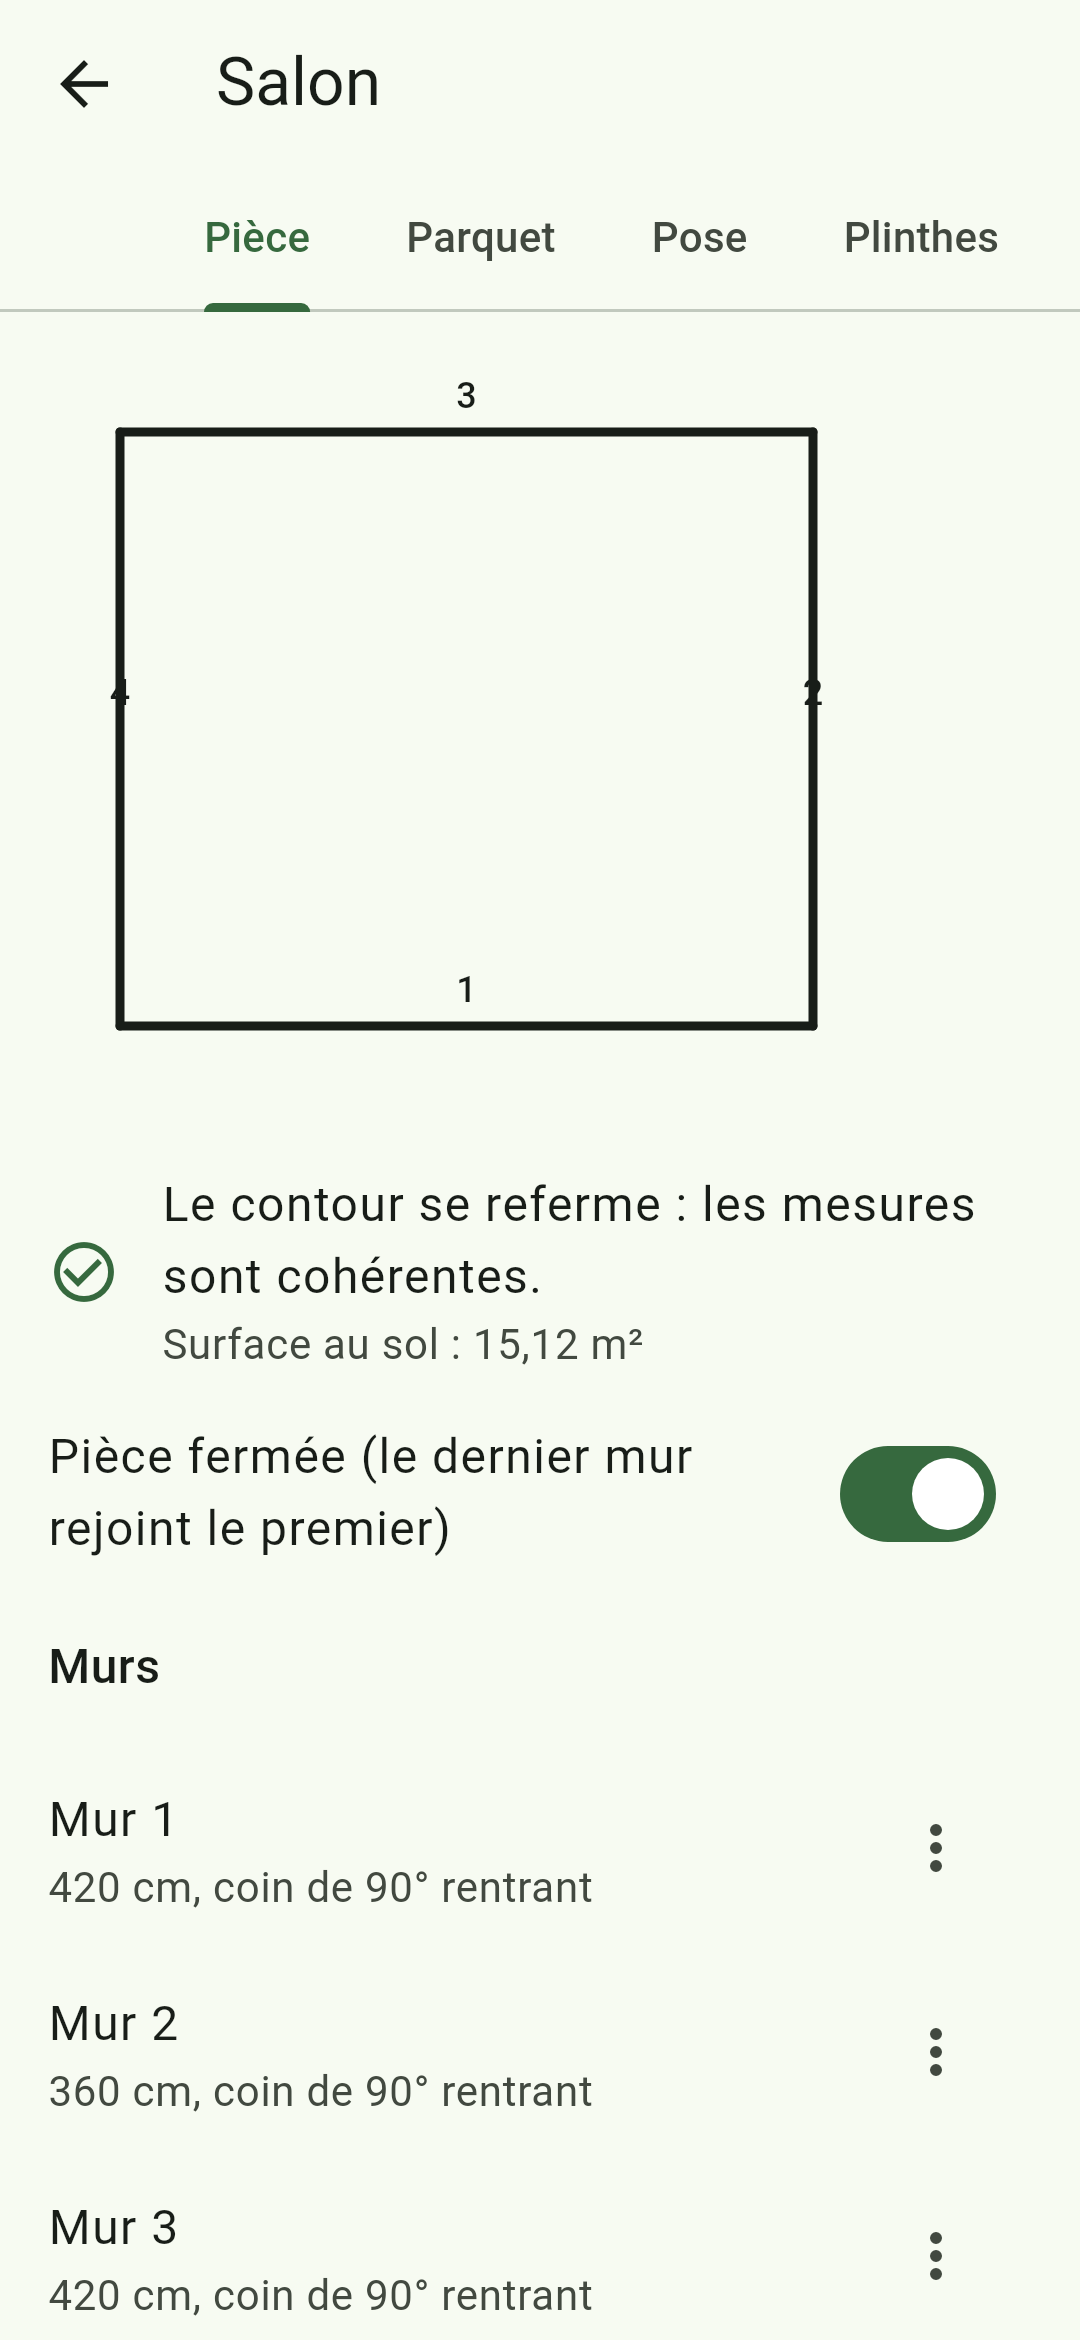 Salon
Pièce Parquet Pose Plinthes
3
4 2
1
Le contour se referme : les mesures
sont cohérentes.
Surface au sol : 15,12 m²
Pièce fermée (le dernier mur
rejoint le premier)
Murs
Mur 1
420 cm, coin de 90° rentrant
Mur 2
360 cm, coin de 90° rentrant
Mur 3
420 cm, coin de 90° rentrant